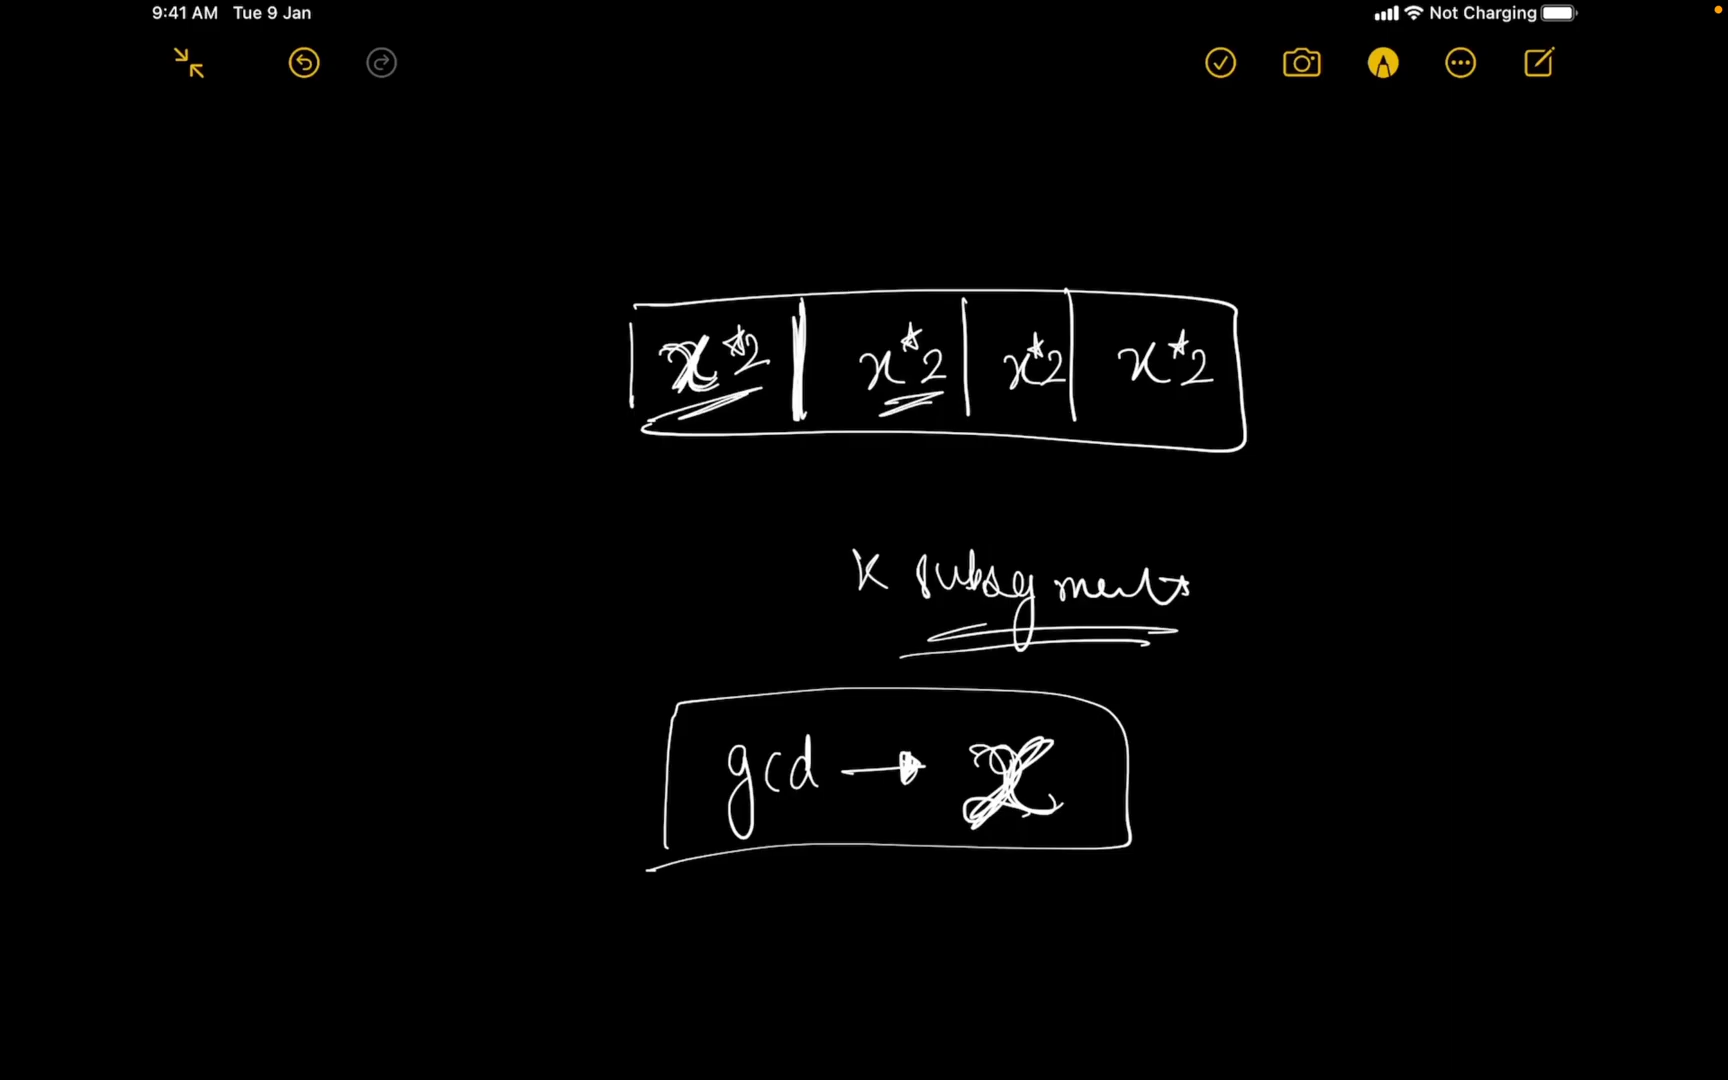 9:41 AM Tue 9 Jan Not Charging
x*2 x*2 x*2 x*2
K subsegments
gcd → x